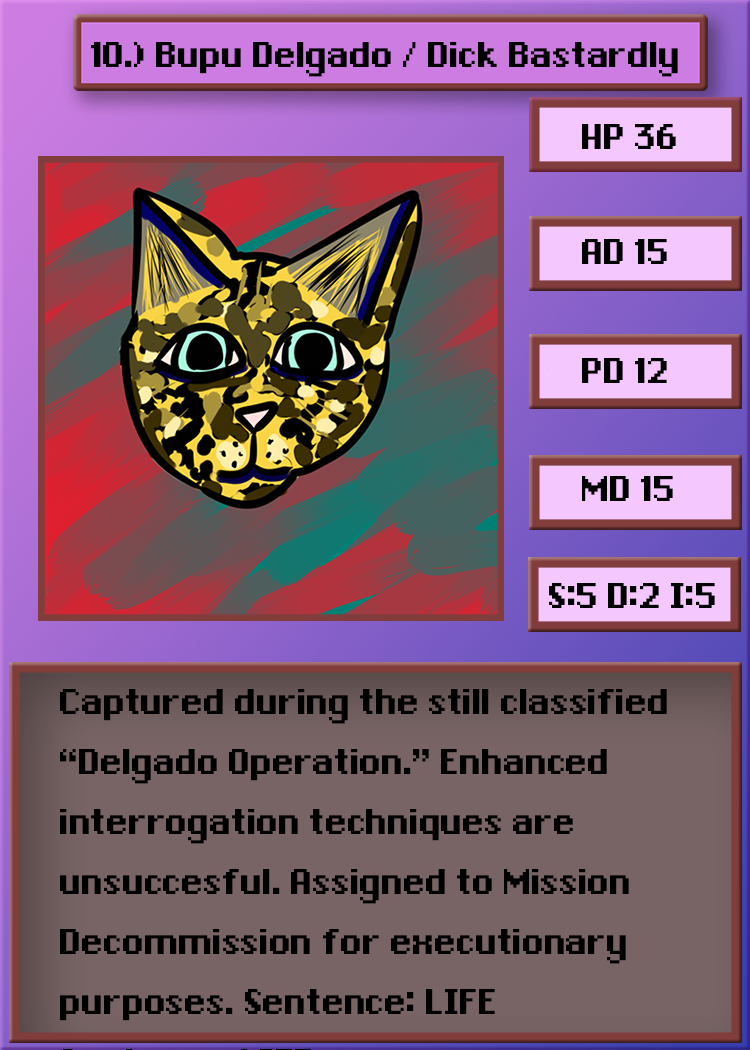 10.) Bupu Delgado / Dick Bastardly
HP 36
AD 15
PD 12
MD 15
S:5 D:2 I:5
Captured during the still classified
“Delgado Operation.” Enhanced
interrogation techniques are
unsuccesful. Assigned to Mission
Decommission for executionary
purposes. Sentence: LIFE